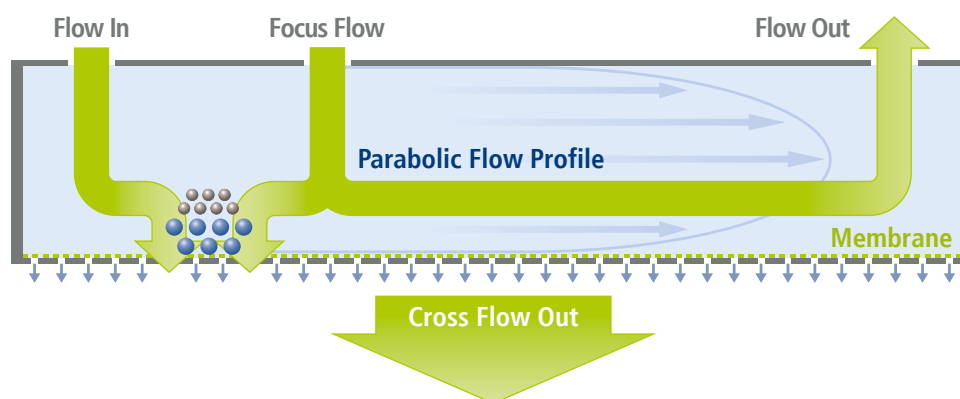 Flow In
Focus Flow
Flow Out
Parabolic Flow Profile
Membrane
Cross Flow Out